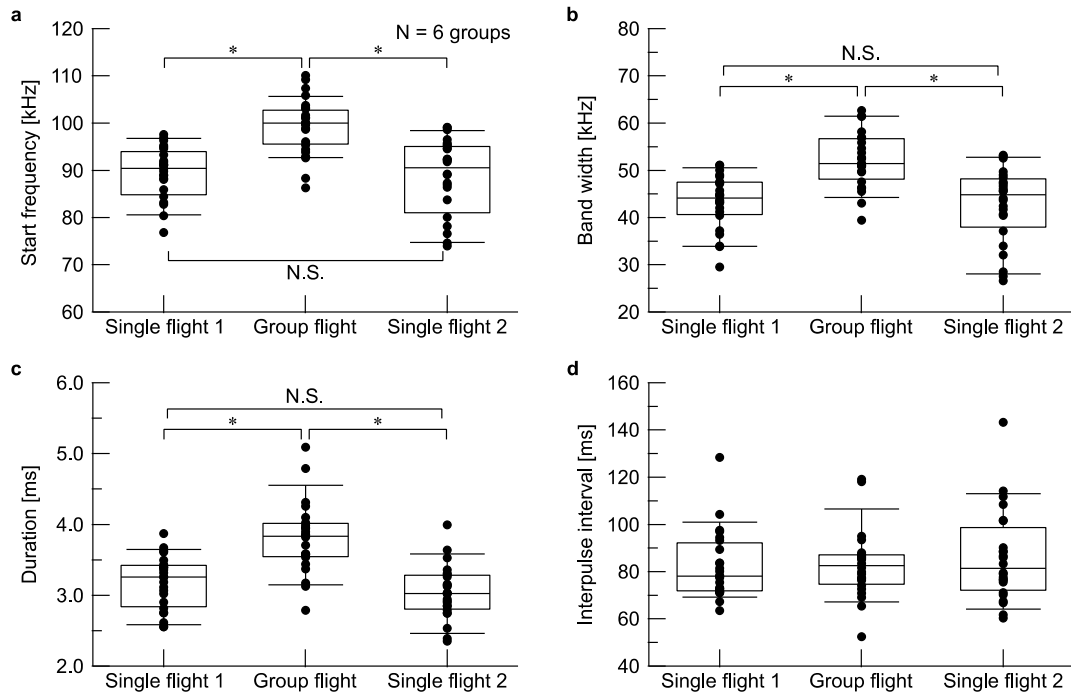 a
N = 6 groups
Start frequency [kHz]
120
110
100
90
80
70
60
*
*
N.S.
Single flight 1
Group flight
Single flight 2
b
Band width [kHz]
80
70
60
50
40
30
20
N.S.
*
*
Single flight 1
Group flight
Single flight 2
c
Duration [ms]
6.0
5.0
4.0
3.0
2.0
N.S.
*
*
Single flight 1
Group flight
Single flight 2
d
Interpulse interval [ms]
160
140
120
100
80
60
40
Single flight 1
Group flight
Single flight 2